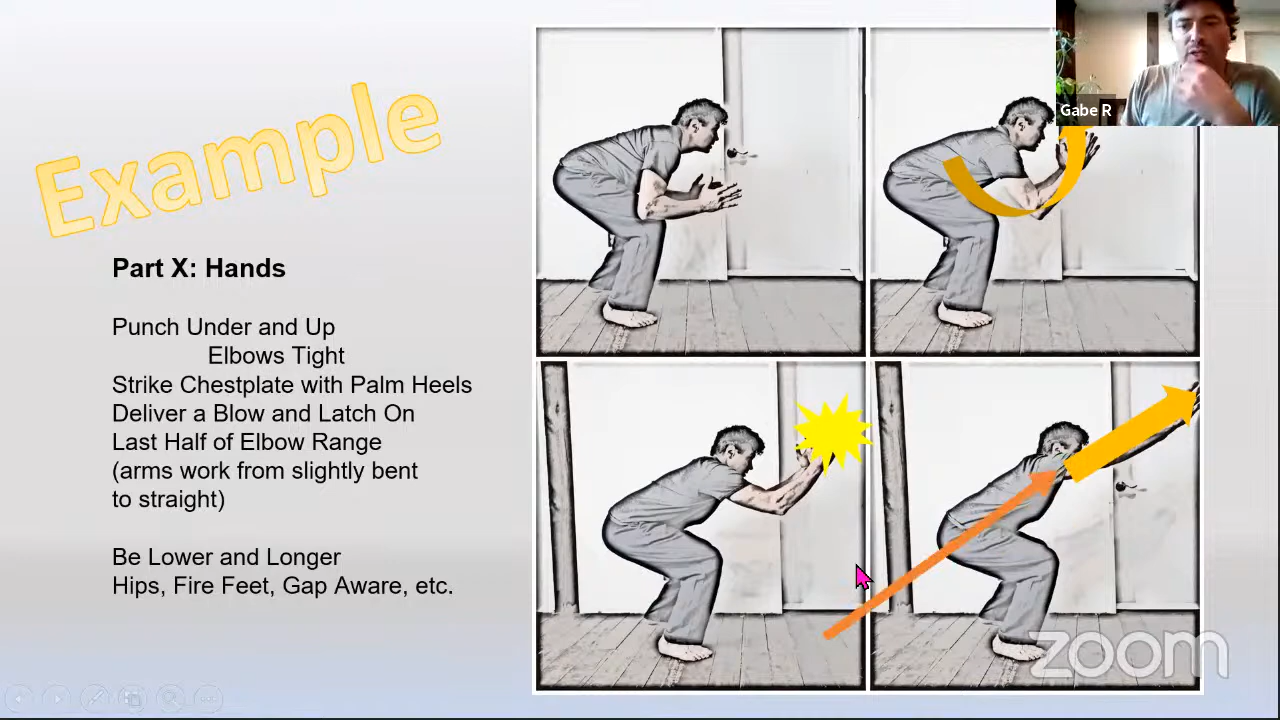 Example
Gabe R
Part X: Hands
Punch Under and Up
Elbows Tight
Strike Chestplate with Palm Heels
Deliver a Blow and Latch On
Last Half of Elbow Range
(arms work from slightly bent
to straight)
Be Lower and Longer
Hips, Fire Feet, Gap Aware, etc.
zoom